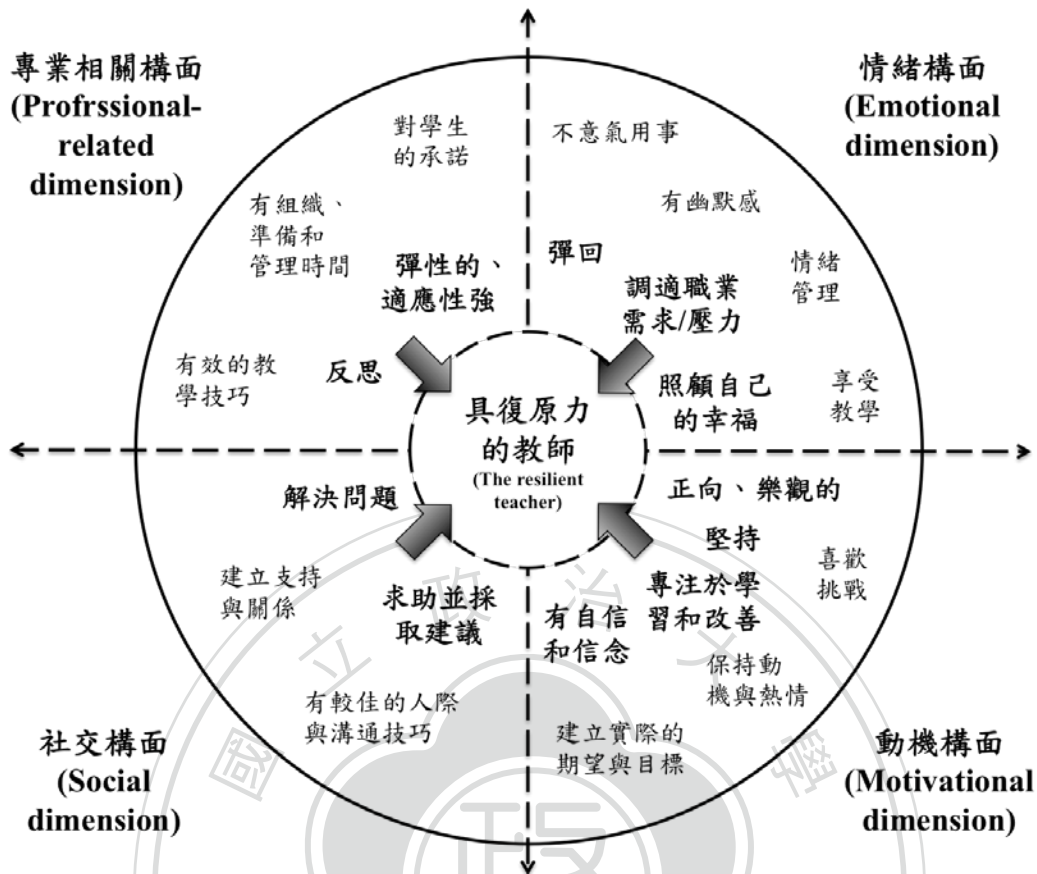 專業相關構面
(Profrssional-
related
dimension)
對學生
的承諾
有組織、
準備和
管理時間
彈性的、
適應性強
有效的教
學技巧
反思
情緒構面
(Emotional
dimension)
不意氣用事
有幽默感
彈回
情緒
管理
調適職業
需求/壓力
照顧自己
的幸福
享受
教學
具復原力
的教師
(The resilient
teacher)
解決問題
建立支持
與關係
求助並採
取建議
有較佳的人際
與溝通技巧
社交構面
(Social
dimension)
正向、樂觀的
堅持
喜歡
挑戰
專注於學
習和改善
有自信
和信念
保持動
機與熱情
建立實際的
期望與目標
動機構面
(Motivational
dimension)
國立政治大學